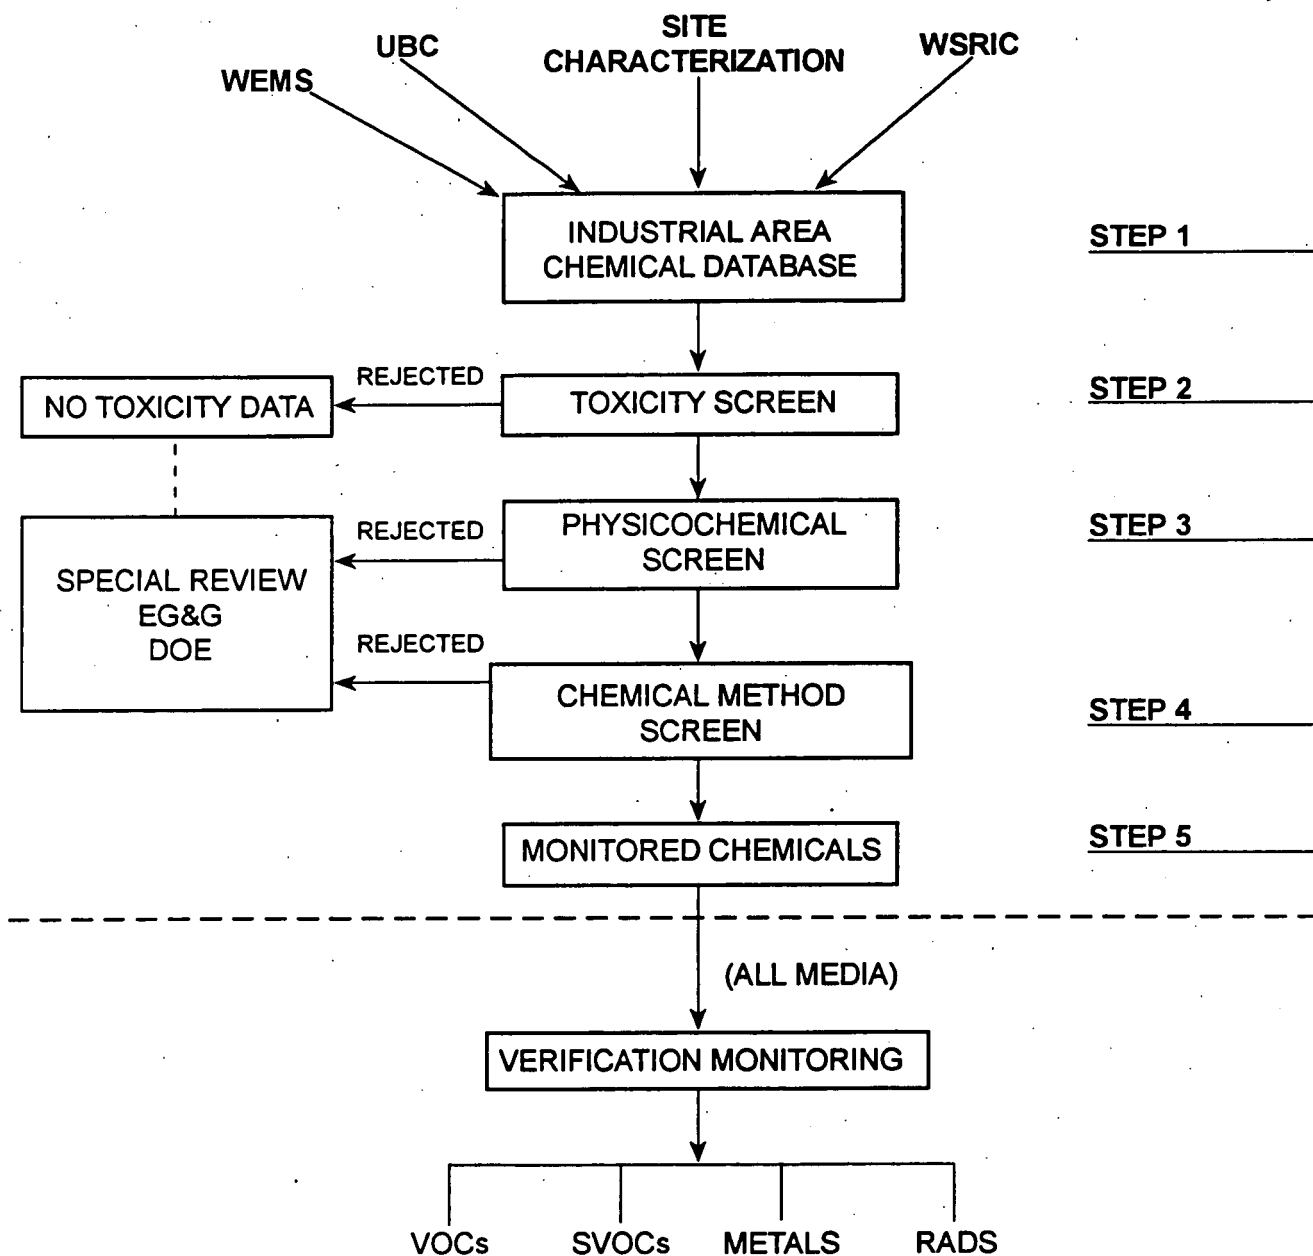 SITE
CHARACTERIZATION
UBC
WSRIC
WEMS
INDUSTRIAL AREA
CHEMICAL DATABASE
STEP 1
REJECTED
NO TOXICITY DATA
TOXICITY SCREEN
STEP 2
REJECTED
PHYSICOCHEMICAL
SCREEN
STEP 3
SPECIAL REVIEW
EG&G
DOE
REJECTED
CHEMICAL METHOD
SCREEN
STEP 4
MONITORED CHEMICALS
STEP 5
(ALL MEDIA)
VERIFICATION MONITORING
VOCs
SVOCs
METALS
RADS